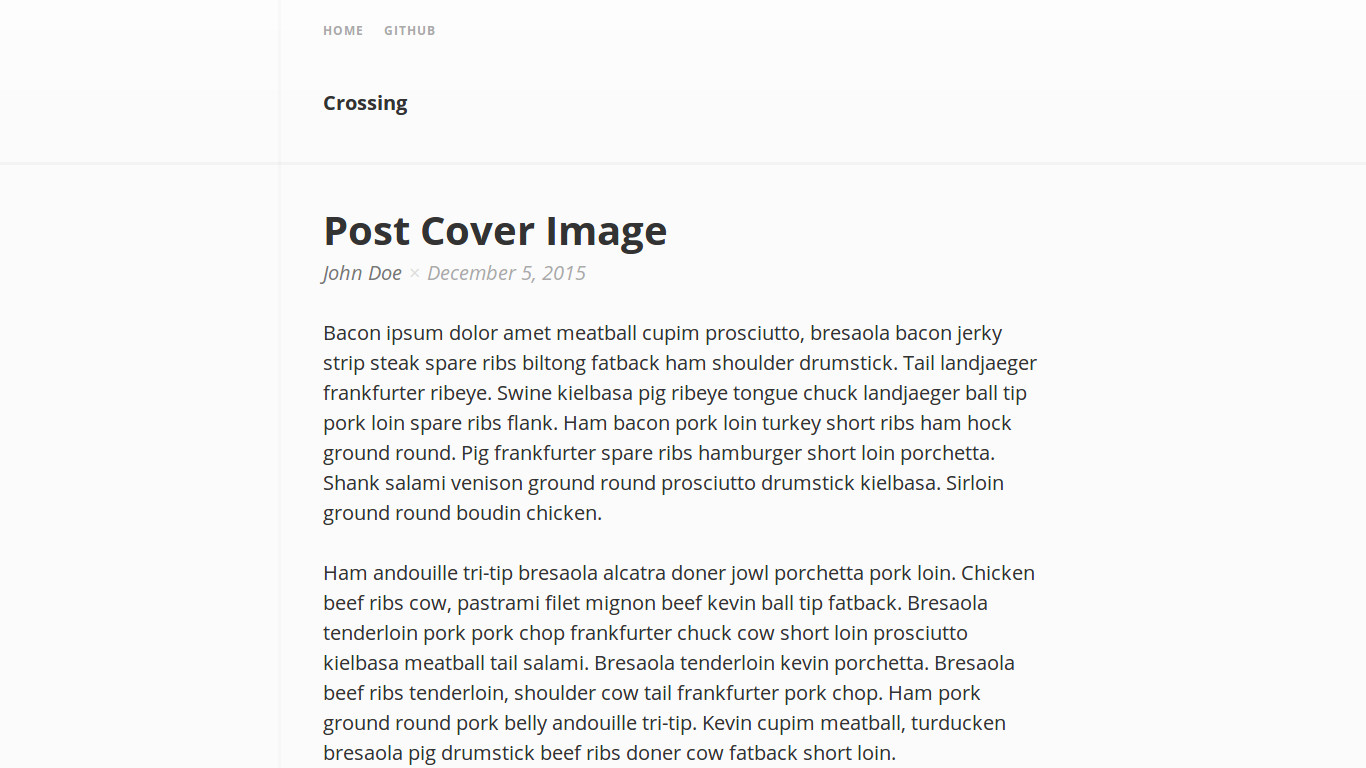 HOME GITHUB
Crossing
Post Cover Image
John Doe × December 5, 2015
Bacon ipsum dolor amet meatball cupim prosciutto, bresaola bacon jerky
strip steak spare ribs biltong fatback ham shoulder drumstick. Tail landjaeger
frankfurter ribeye. Swine kielbasa pig ribeye tongue chuck landjaeger ball tip
pork loin spare ribs flank. Ham bacon pork loin turkey short ribs ham hock
ground round. Pig frankfurter spare ribs hamburger short loin porchetta.
Shank salami venison ground round prosciutto drumstick kielbasa. Sirloin
ground round boudin chicken.
Ham andouille tri-tip bresaola alcatra doner jowl porchetta pork loin. Chicken
beef ribs cow, pastrami filet mignon beef kevin ball tip fatback. Bresaola
tenderloin pork pork chop frankfurter chuck cow short loin prosciutto
kielbasa meatball tail salami. Bresaola tenderloin kevin porchetta. Bresaola
beef ribs tenderloin, shoulder cow tail frankfurter pork chop. Ham pork
ground round pork belly andouille tri-tip. Kevin cupim meatball, turducken
bresaola pig drumstick beef ribs doner cow fatback short loin.